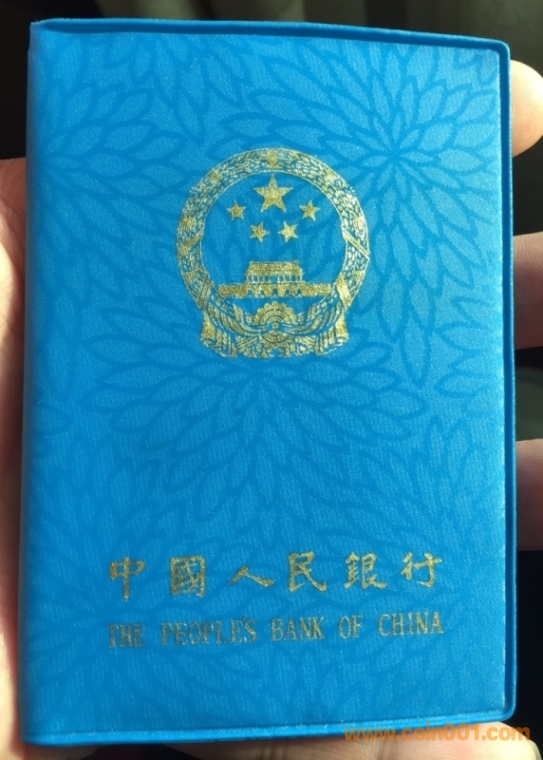 中國人民銀行
THE PEOPLE'S BANK OF CHINA
www.coin001.com